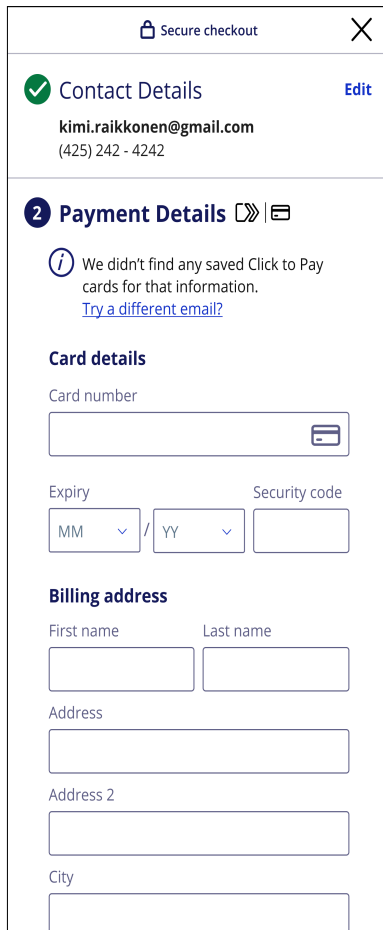 Secure checkout
Contact Details Edit
kimi.raikkonen@gmail.com
(425) 242 - 4242
2 Payment Details
We didn’t find any saved Click to Pay
cards for that information.
Try a different email?
Card details
Card number
Expiry Security code
MM / YY
Billing address
First name Last name
Address
Address 2
City